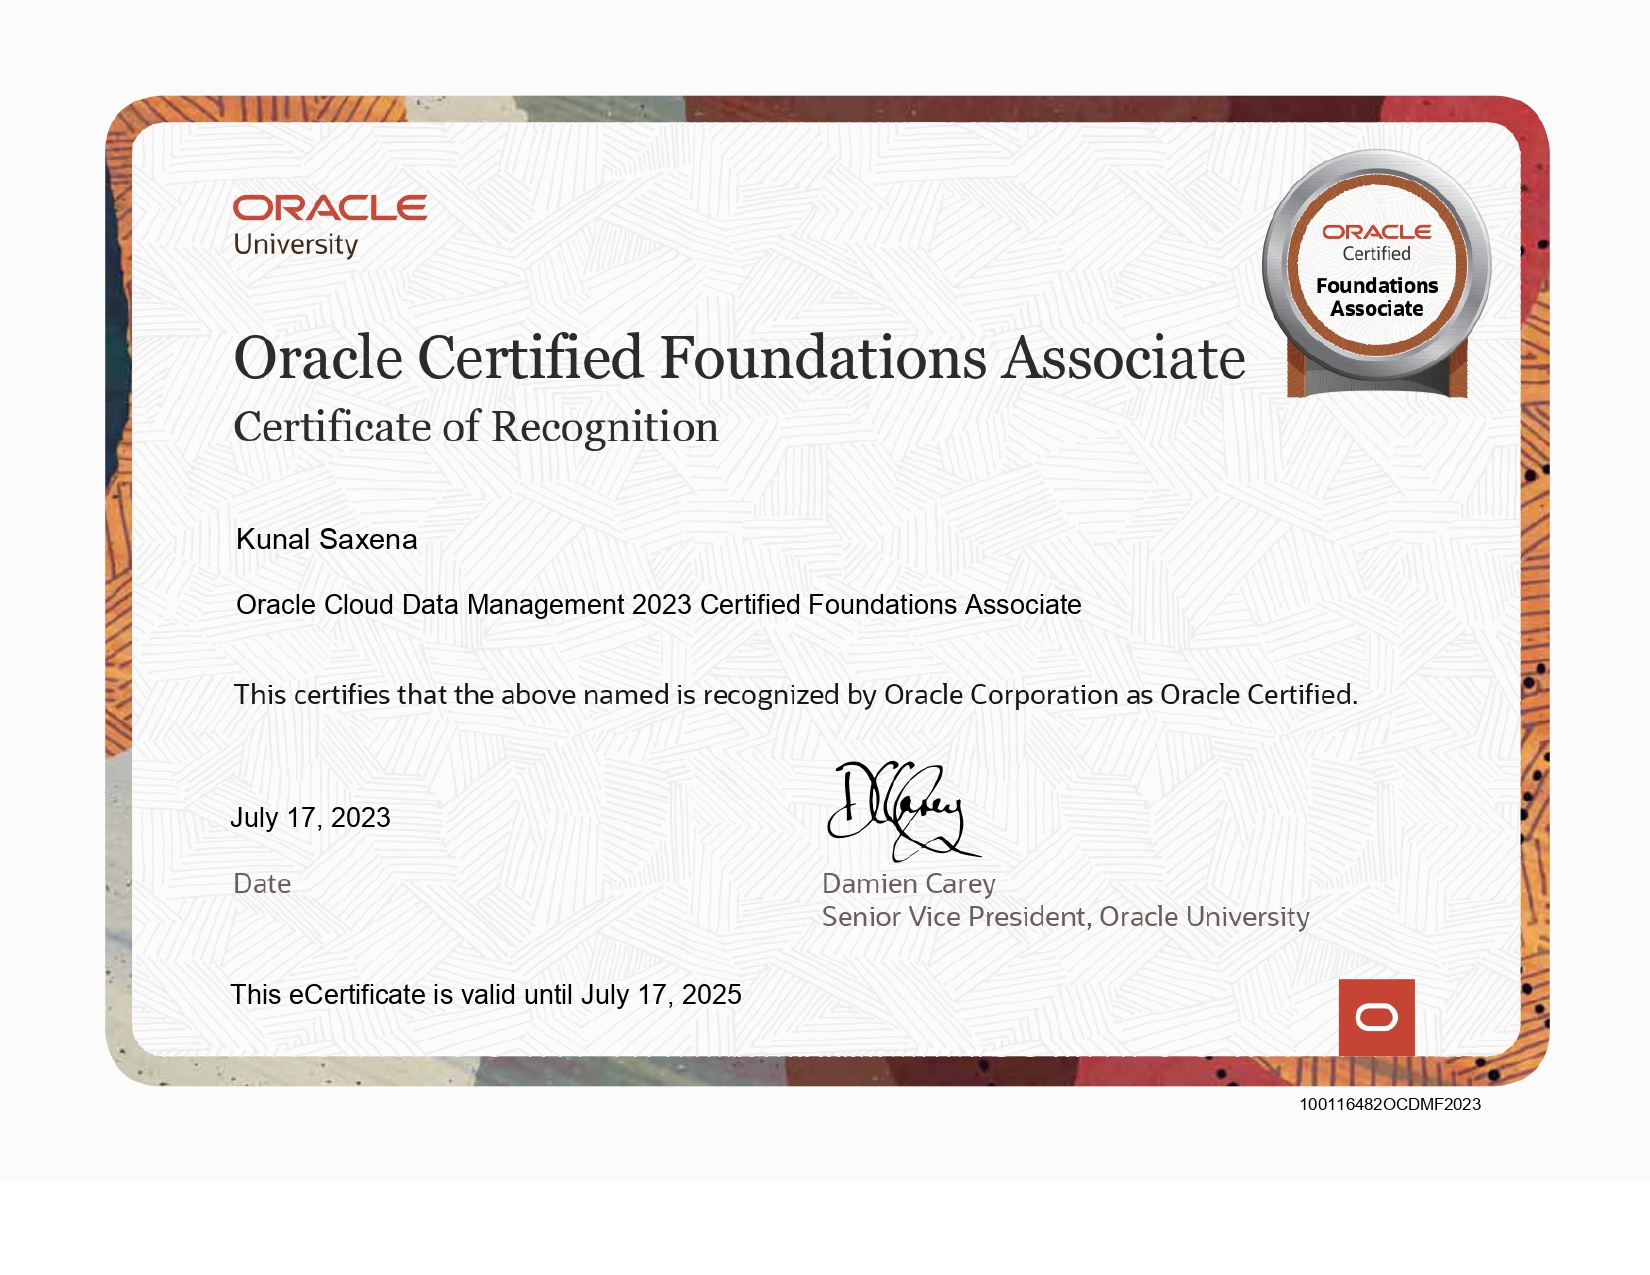 ORACLE
University
ORACLE
Certified
Foundations
Associate
Oracle Certified Foundations Associate
Certificate of Recognition
Kunal Saxena
Oracle Cloud Data Management 2023 Certified Foundations Associate
This certifies that the above named is recognized by Oracle Corporation as Oracle Certified.
July 17, 2023
DCarey
Date
Damien Carey
Senior Vice President, Oracle University
This eCertificate is valid until July 17, 2025
100116482OCDMF2023